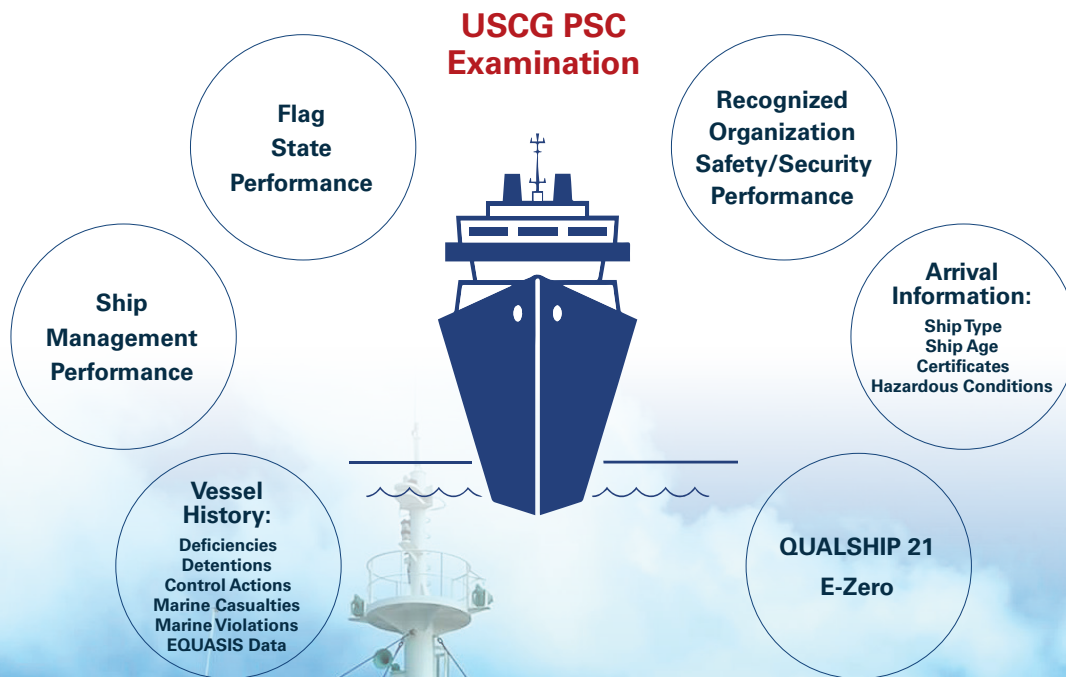 USCG PSC
Examination
Flag
State
Performance
Recognized
Organization
Safety/Security
Performance
Ship
Management
Performance
Arrival
Information:
Ship Type
Ship Age
Certificates
Hazardous Conditions
Vessel
History:
Deficiencies
Detentions
Control Actions
Marine Casualties
Marine Violations
EQUASIS Data
QUALSHIP 21
E-Zero